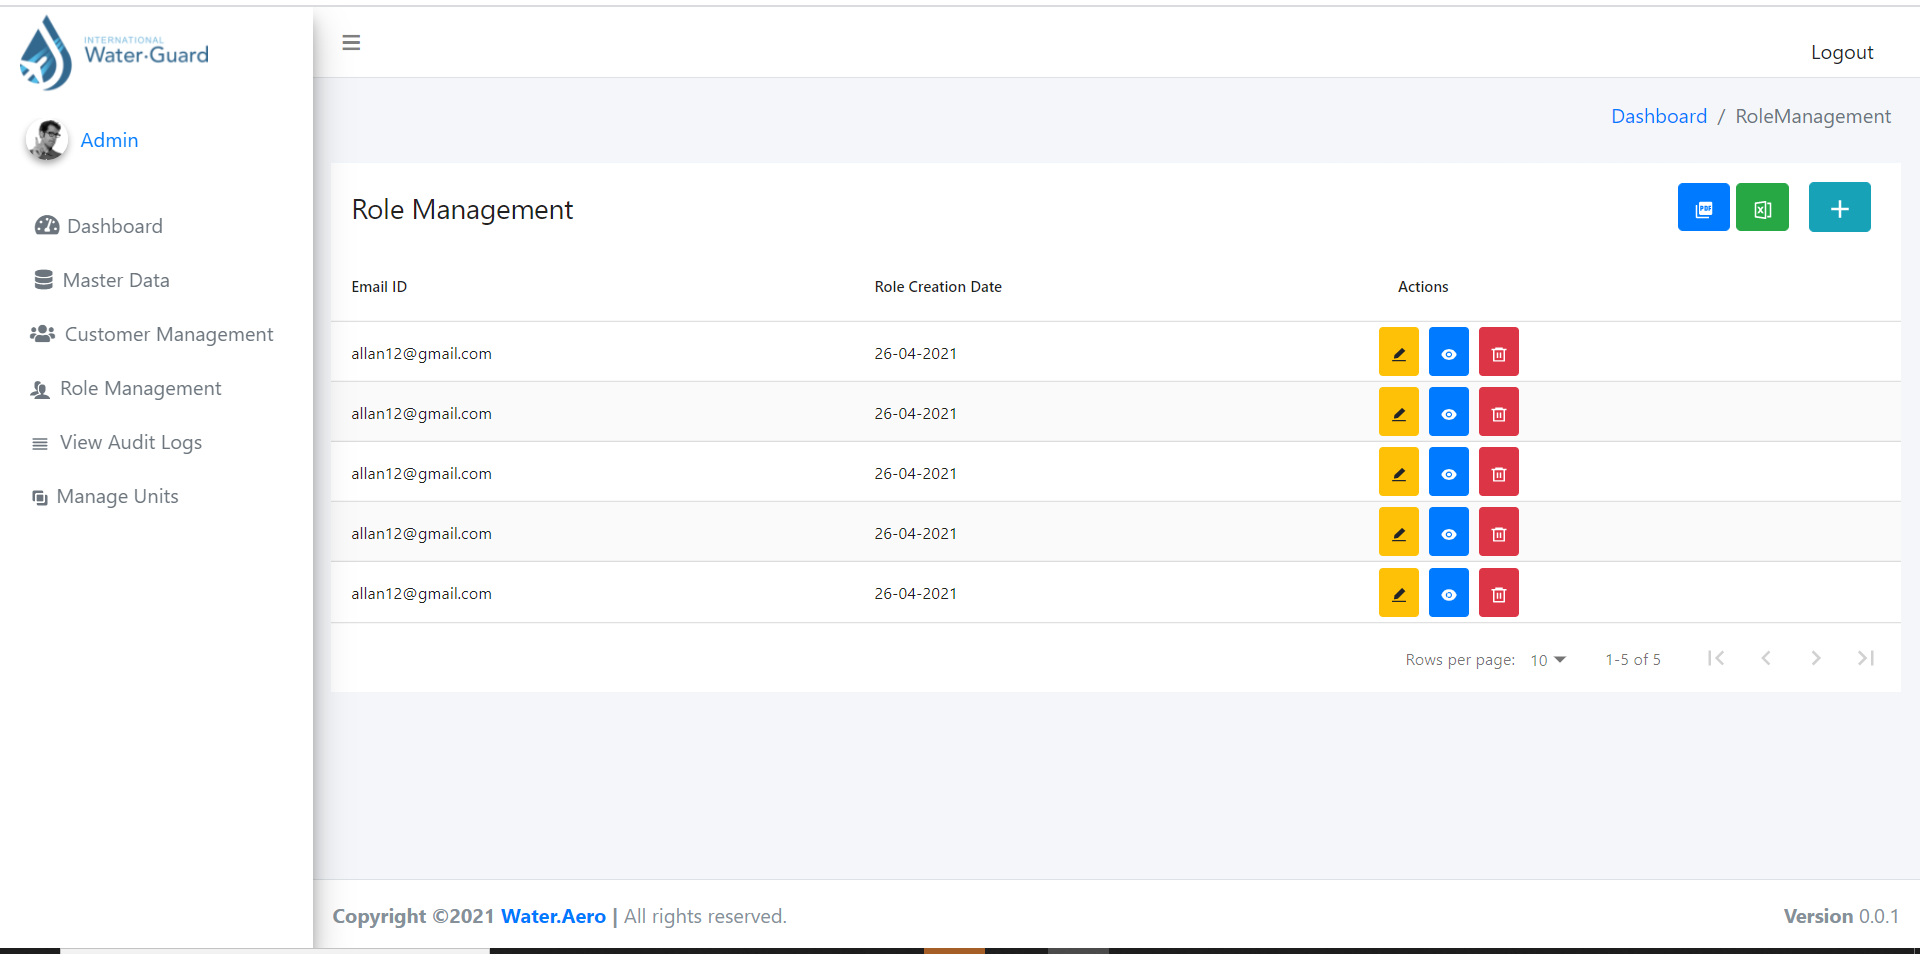 INTERNATIONAL
Water·Guard
Logout
Admin
Dashboard / RoleManagement
Dashboard
Master Data
Customer Management
Role Management
View Audit Logs
Manage Units
Role Management
PDF
Email ID Role Creation Date Actions
allan12@gmail.com 26-04-2021
allan12@gmail.com 26-04-2021
allan12@gmail.com 26-04-2021
allan12@gmail.com 26-04-2021
allan12@gmail.com 26-04-2021
Rows per page: 10 1-5 of 5
Copyright ©2021 Water.Aero | All rights reserved.
Version 0.0.1